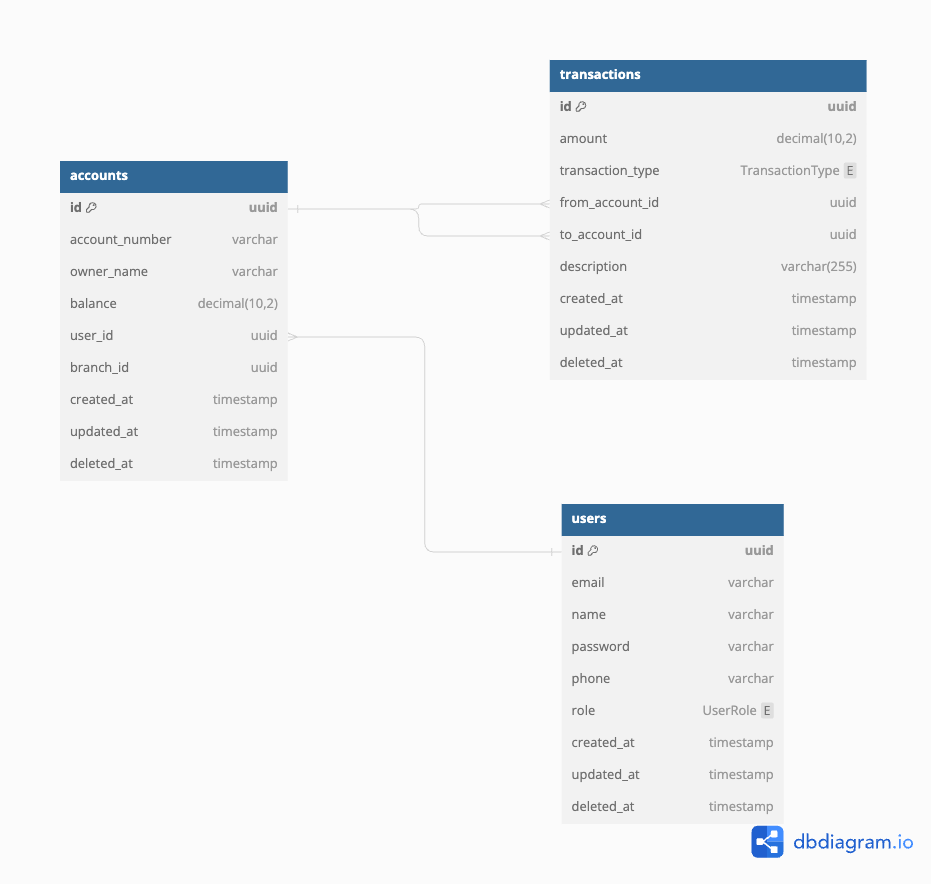 transactions
id uuid
amount decimal(10,2)
transaction_type TransactionType E
from_account_id uuid
to_account_id uuid
description varchar(255)
created_at timestamp
updated_at timestamp
deleted_at timestamp
accounts
id uuid
account_number varchar
owner_name varchar
balance decimal(10,2)
user_id uuid
branch_id uuid
created_at timestamp
updated_at timestamp
deleted_at timestamp
users
id uuid
email varchar
name varchar
password varchar
phone varchar
role UserRole E
created_at timestamp
updated_at timestamp
deleted_at timestamp
dbdiagram.io